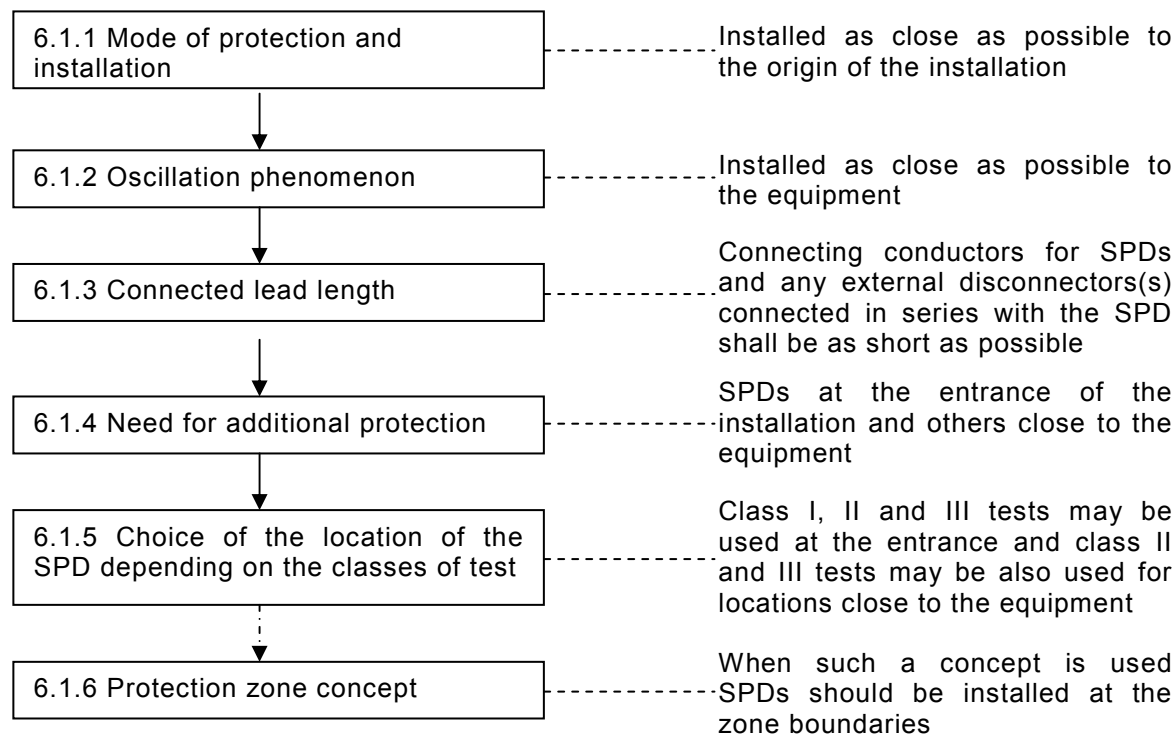 6.1.1 Mode of protection and
installation
Installed as close as possible to
the origin of the installation
6.1.2 Oscillation phenomenon
Installed as close as possible to
the equipment
6.1.3 Connected lead length
Connecting conductors for SPDs
and any external disconnectors(s)
connected in series with the SPD
shall be as short as possible
6.1.4 Need for additional protection
SPDs at the entrance of the
installation and others close to the
equipment
6.1.5 Choice of the location of the
SPD depending on the classes of test
Class I, II and III tests may be
used at the entrance and class II
and III tests may be also used for
locations close to the equipment
6.1.6 Protection zone concept
When such a concept is used
SPDs should be installed at the
zone boundaries